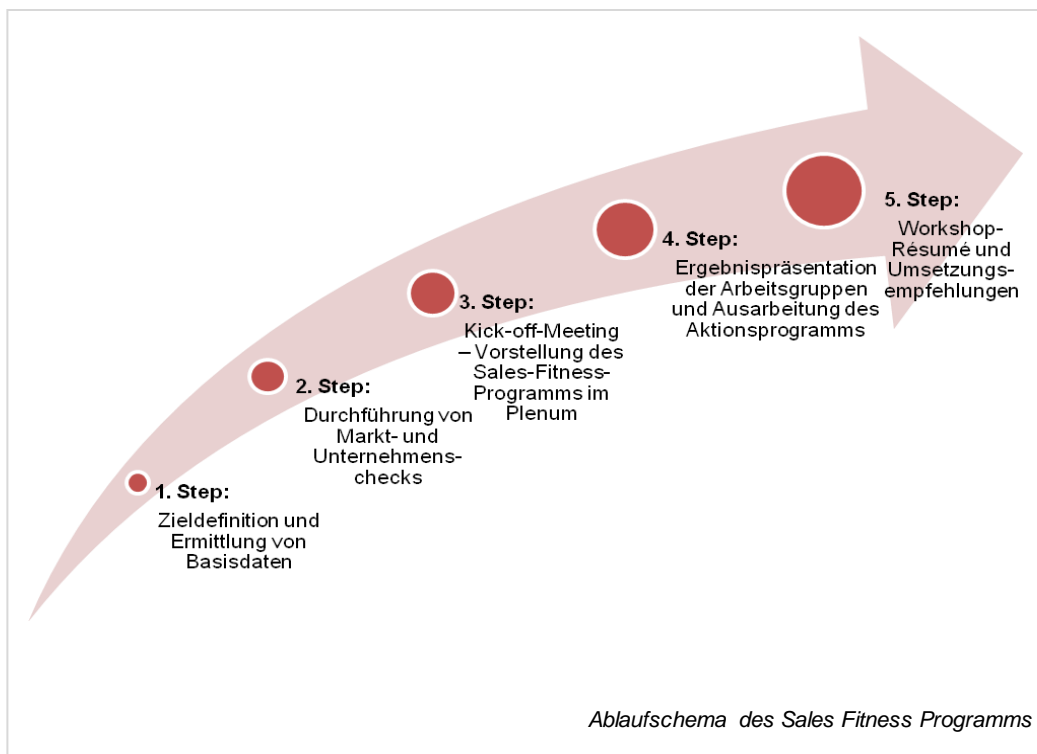 1. Step:
Zieldefinition und
Ermittlung von
Basisdaten
2. Step:
Durchführung von
Markt- und
Unternehmens-
checks
3. Step:
Kick-off-Meeting
– Vorstellung des
Sales-Fitness-
Programms im
Plenum
4. Step:
Ergebnispräsentation
der Arbeitsgruppen
und Ausarbeitung des
Aktionsprogramms
5. Step:
Workshop-
Résumé und
Umsetzungs-
empfehlungen
Ablaufschema des Sales Fitness Programms